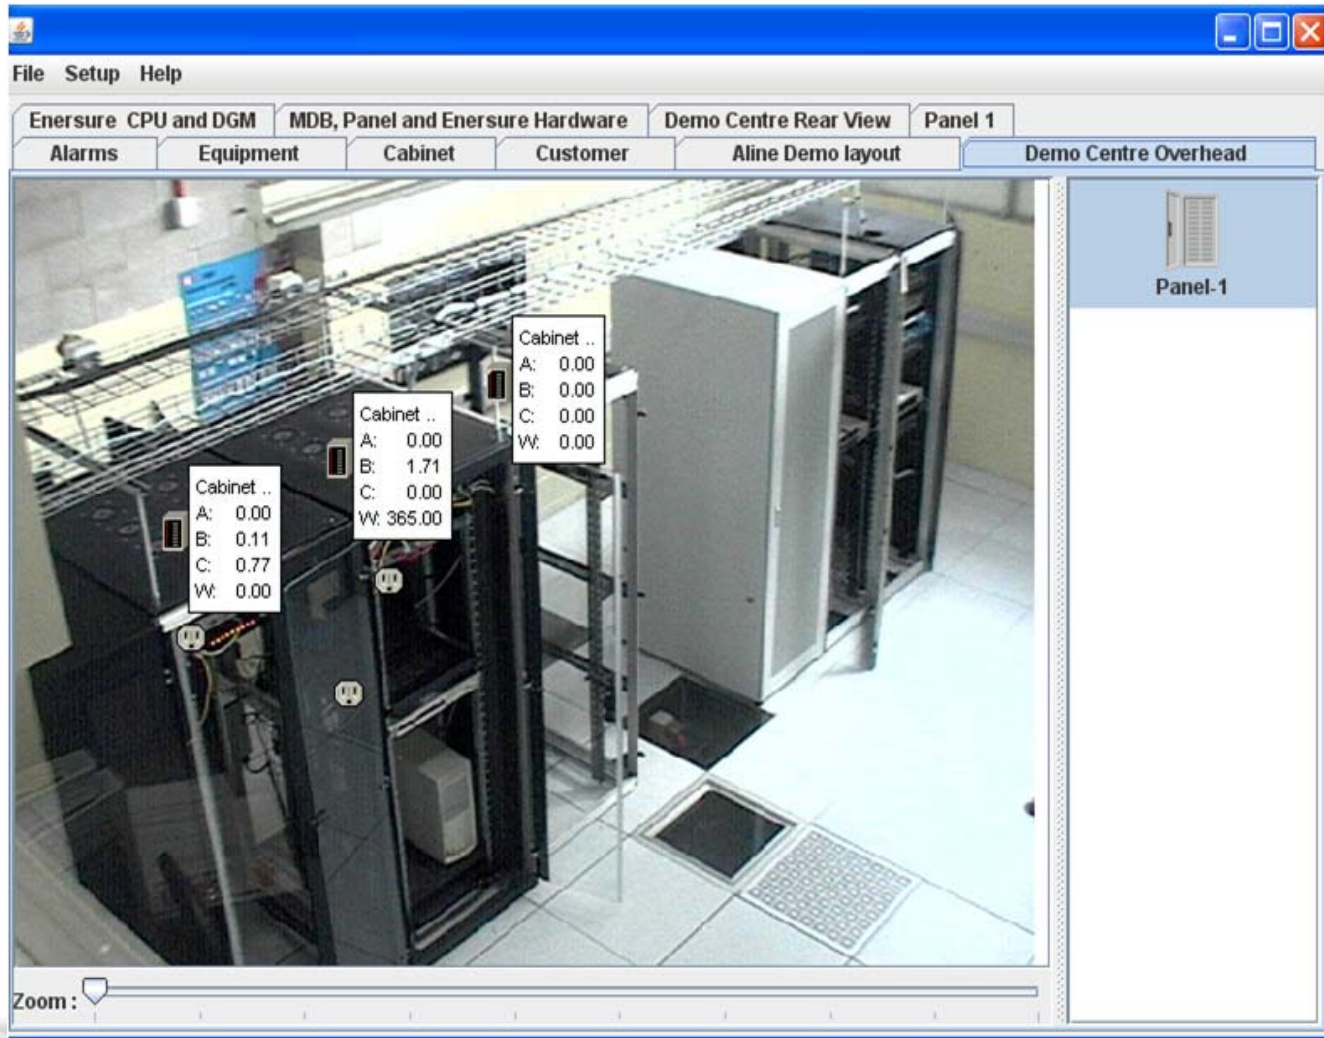 File Setup Help
Enersure CPU and DGM MDB, Panel and Enersure Hardware Demo Centre Rear View Panel 1
Alarms Equipment Cabinet Customer Aline Demo layout Demo Centre Overhead
Panel-1
Cabinet ..
A: 0.00
B: 0.00
C: 0.00
W: 0.00
Cabinet ..
A: 0.00
B: 1.71
C: 0.00
W: 365.00
Cabinet ..
A: 0.00
B: 0.11
C: 0.77
W: 0.00
Zoom :